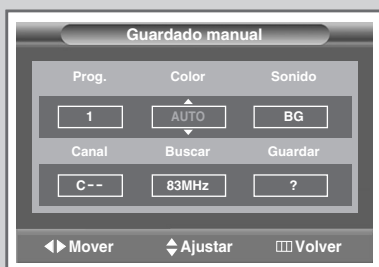 Guardado manual
Prog. Color Sonido
1 AUTO BG
Canal Buscar Guardar
C-- 83MHz ?
Mover Ajustar Volver